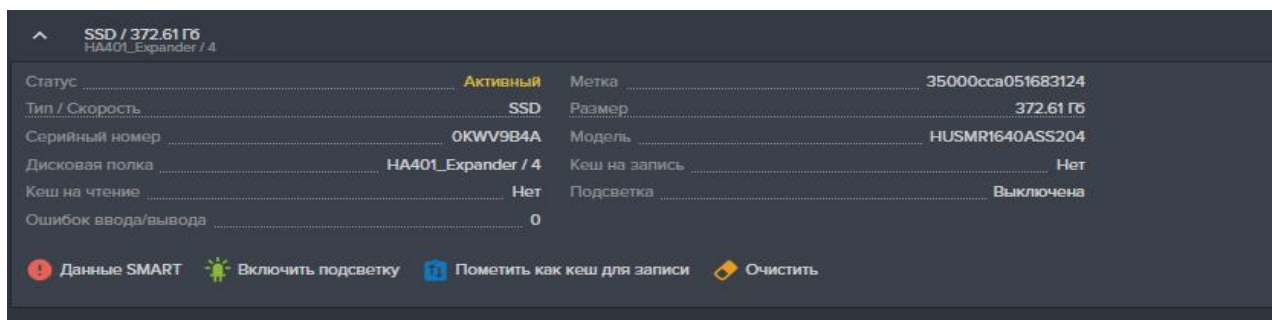 SSD / 372.61 Гб
HA401_Expander / 4
Статус Активный Метка 35000cca051683124
Тип / Скорость SSD Размер 372.61 Гб
Серийный номер 0KWV9B4A Модель HUSMR1640ASS204
Дисковая полка HA401_Expander / 4 Кеш на запись Нет
Кеш на чтение Нет Подсветка Выключена
Ошибок ввода/вывода 0
Данные SMART Включить подсветку Пометить как кеш для записи Очистить